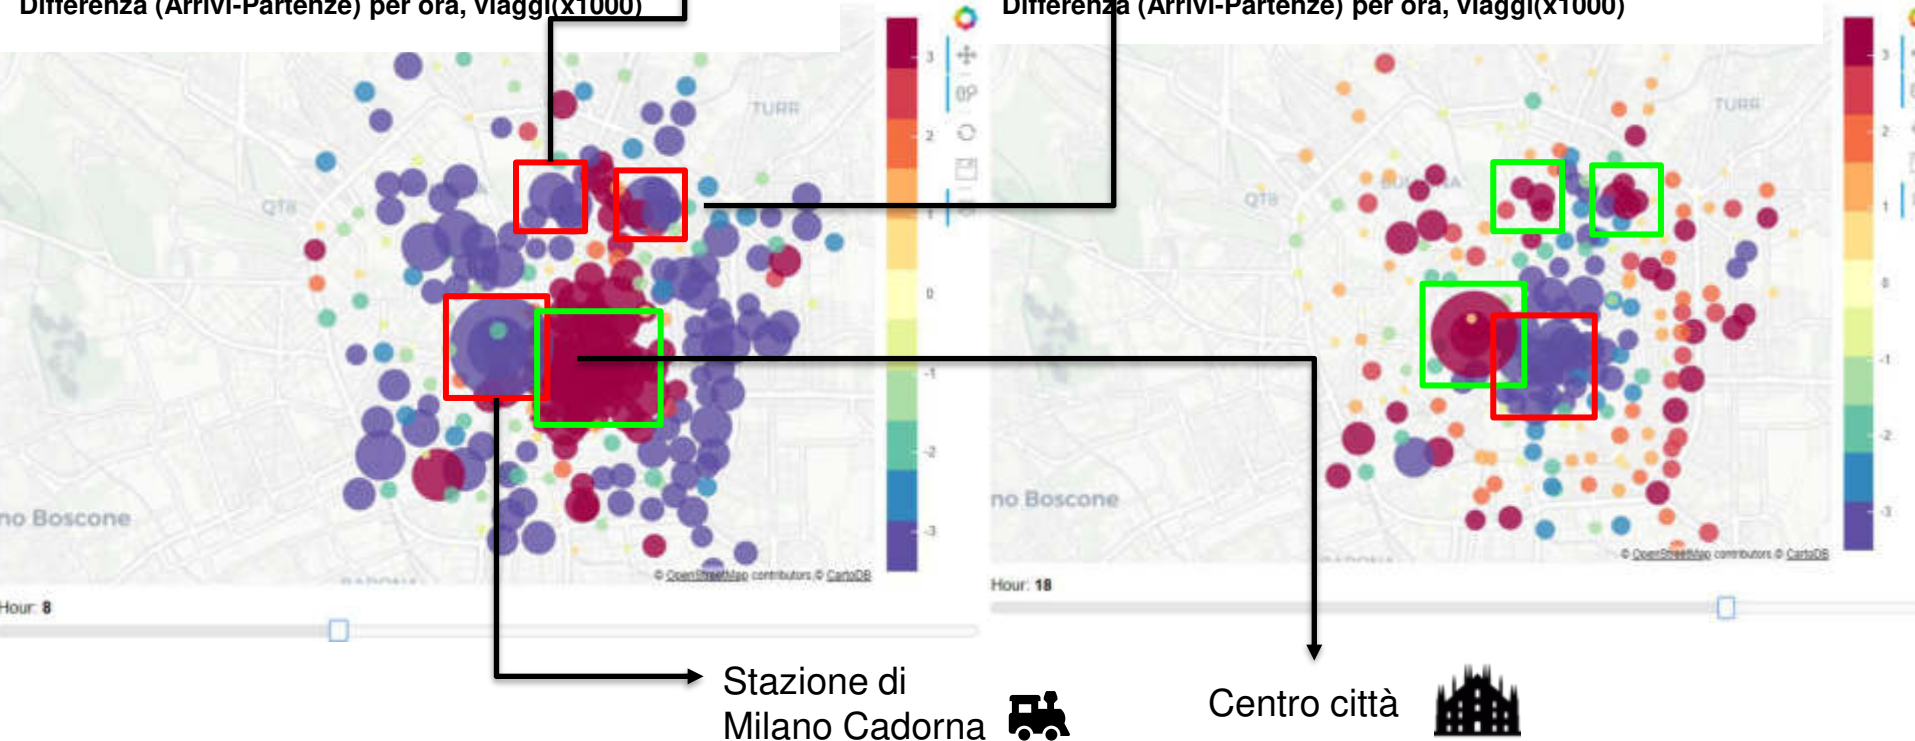 Differenza (Arrivi-Partenze) per ora, viaggi(x1000)
Differenza (Arrivi-Partenze) per ora, viaggi(x1000)
TURR
QT8
3
2
1
0
-1
-2
-3
no Boscone
© OpenStreetMap contributors © CartoDB
Hour: 8
TURR
QT8
3
2
1
0
-1
-2
-3
no Boscone
© OpenStreetMap contributors © CartoDB
Hour: 18
Stazione di
Milano Cadorna
Centro città